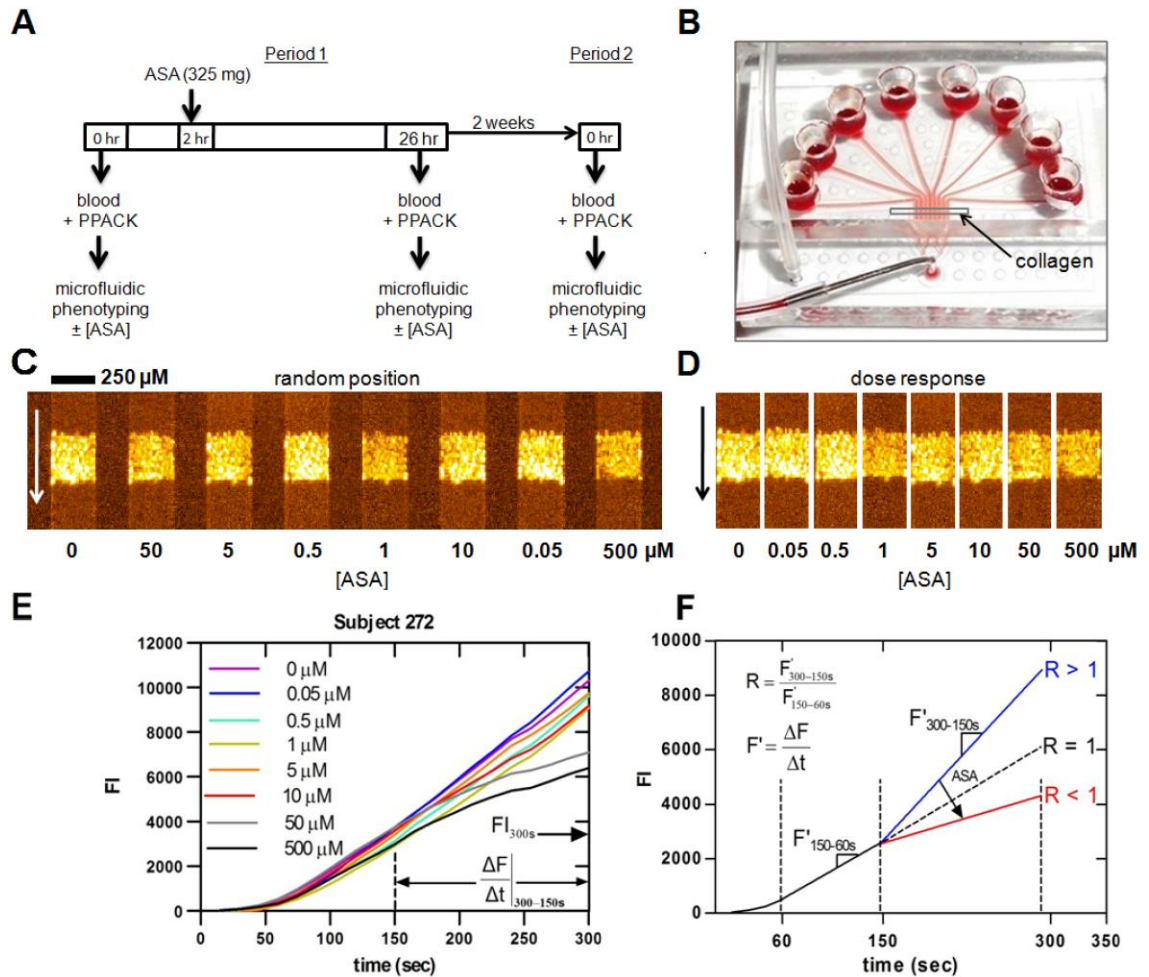 A
Period 1
Period 2
ASA (325 mg)
0 hr
2 hr
26 hr
2 weeks
0 hr
blood
+ PPACK
blood
+ PPACK
blood
+ PPACK
microfluidic
phenotyping
± [ASA]
microfluidic
phenotyping
± [ASA]
microfluidic
phenotyping
± [ASA]
B
collagen
C
250 µM
random position
0 50 5 0.5 1 10 0.05 500 µM
[ASA]
D
dose response
0 0.05 0.5 1 5 10 50 500 µM
[ASA]
E
Subject 272
FI
12000
10000
8000
6000
4000
2000
0
0 µM
0.05 µM
0.5 µM
1 µM
5 µM
10 µM
50 µM
500 µM
FI300s
ΔF
Δt
300–150s
0 50 100 150 200 250 300
time (sec)
F
FI
10000
8000
6000
4000
2000
0
R = F'300–150s
F'150–60s
F' = ΔF
Δt
F'300-150s
F'150-60s
ASA
R > 1
R = 1
R < 1
60 150 300 350
time (sec)